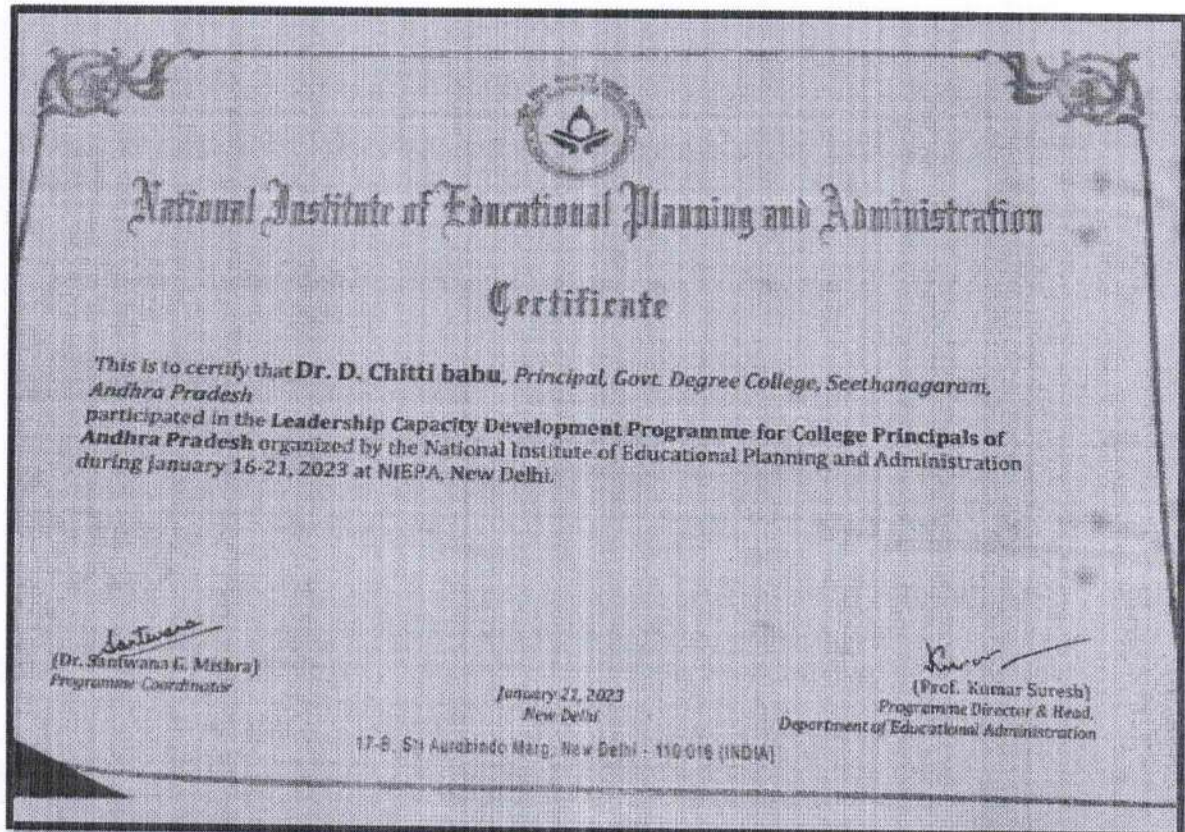 National Institute of Educational Planning and Administration
Certificate
This is to certify that Dr. D. Chitti babu, Principal, Govt. Degree College, Seethanagaram,
Andhra Pradesh
participated in the Leadership Capacity Development Programme for College Principals of
Andhra Pradesh organized by the National Institute of Educational Planning and Administration
during January 16-21, 2023 at NIEPA, New Delhi.
Santwana
(Dr. Santwana G. Mishra)
Programme Coordinator
January 21, 2023
New Delhi
Kumar
(Prof. Kumar Suresh)
Programme Director & Head,
Department of Educational Administration
17-B, Sri Aurobindo Marg, New Delhi - 110 016 (INDIA)